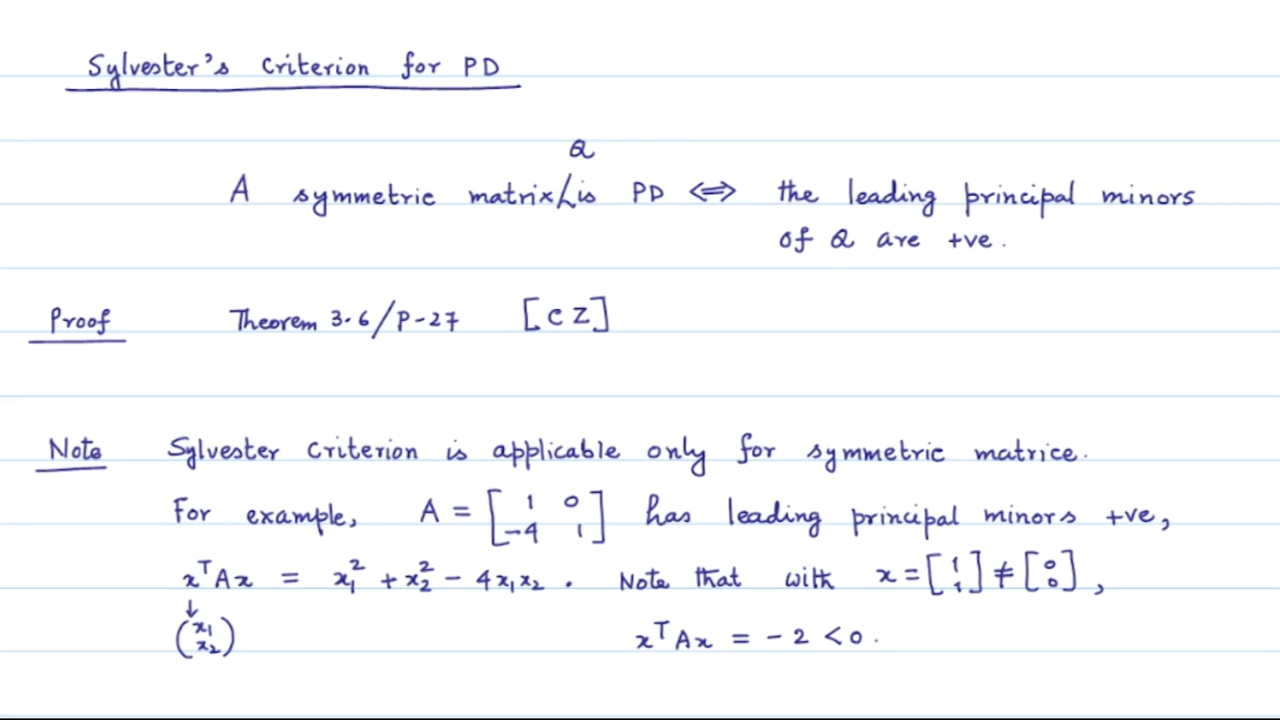 Sylvester's Criterion for PD
Q
A symmetric matrix is PD ⟺ the leading principal minors
of Q are +ve.
Proof Theorem 3.6/P-27 [CZ]
Note Sylvester Criterion is applicable only for symmetric matrice.
For example, A = [1 0; -4 1] has leading principal minors +ve,
xᵀAx = x₁² + x₂² - 4x₁x₂. Note that with x = [1; 1] ≠ [0; 0],
↓
(x₁; x₂) xᵀAx = -2 < 0.